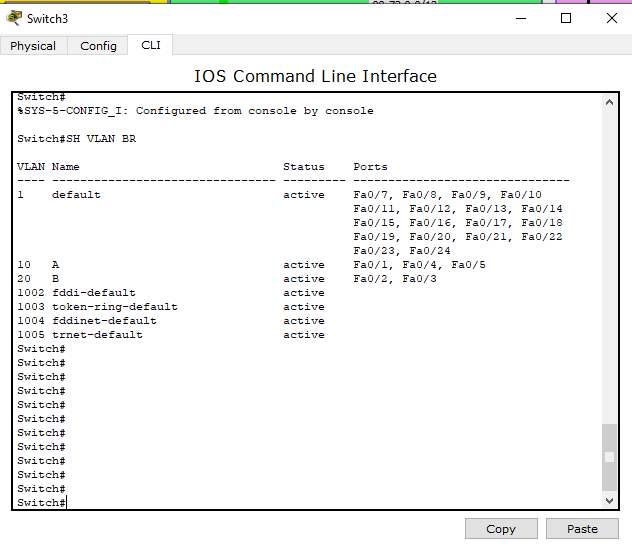 Switch3
Physical Config CLI
IOS Command Line Interface
Switch#
%SYS-5-CONFIG_I: Configured from console by console
Switch#SH VLAN BR
VLAN Name                             Status    Ports
---- -------------------------------- --------- -------------------------------
1    default                          active    Fa0/7, Fa0/8, Fa0/9, Fa0/10
                                                Fa0/11, Fa0/12, Fa0/13, Fa0/14
                                                Fa0/15, Fa0/16, Fa0/17, Fa0/18
                                                Fa0/19, Fa0/20, Fa0/21, Fa0/22
                                                Fa0/23, Fa0/24
10   A                                active    Fa0/1, Fa0/4, Fa0/5
20   B                                active    Fa0/2, Fa0/3
1002 fddi-default                     active
1003 token-ring-default               active
1004 fddinet-default                  active
1005 trnet-default                    active
Switch#
Switch#
Switch#
Switch#
Switch#
Switch#
Switch#
Switch#
Switch#
Switch#
Switch#
Switch#
Copy Paste